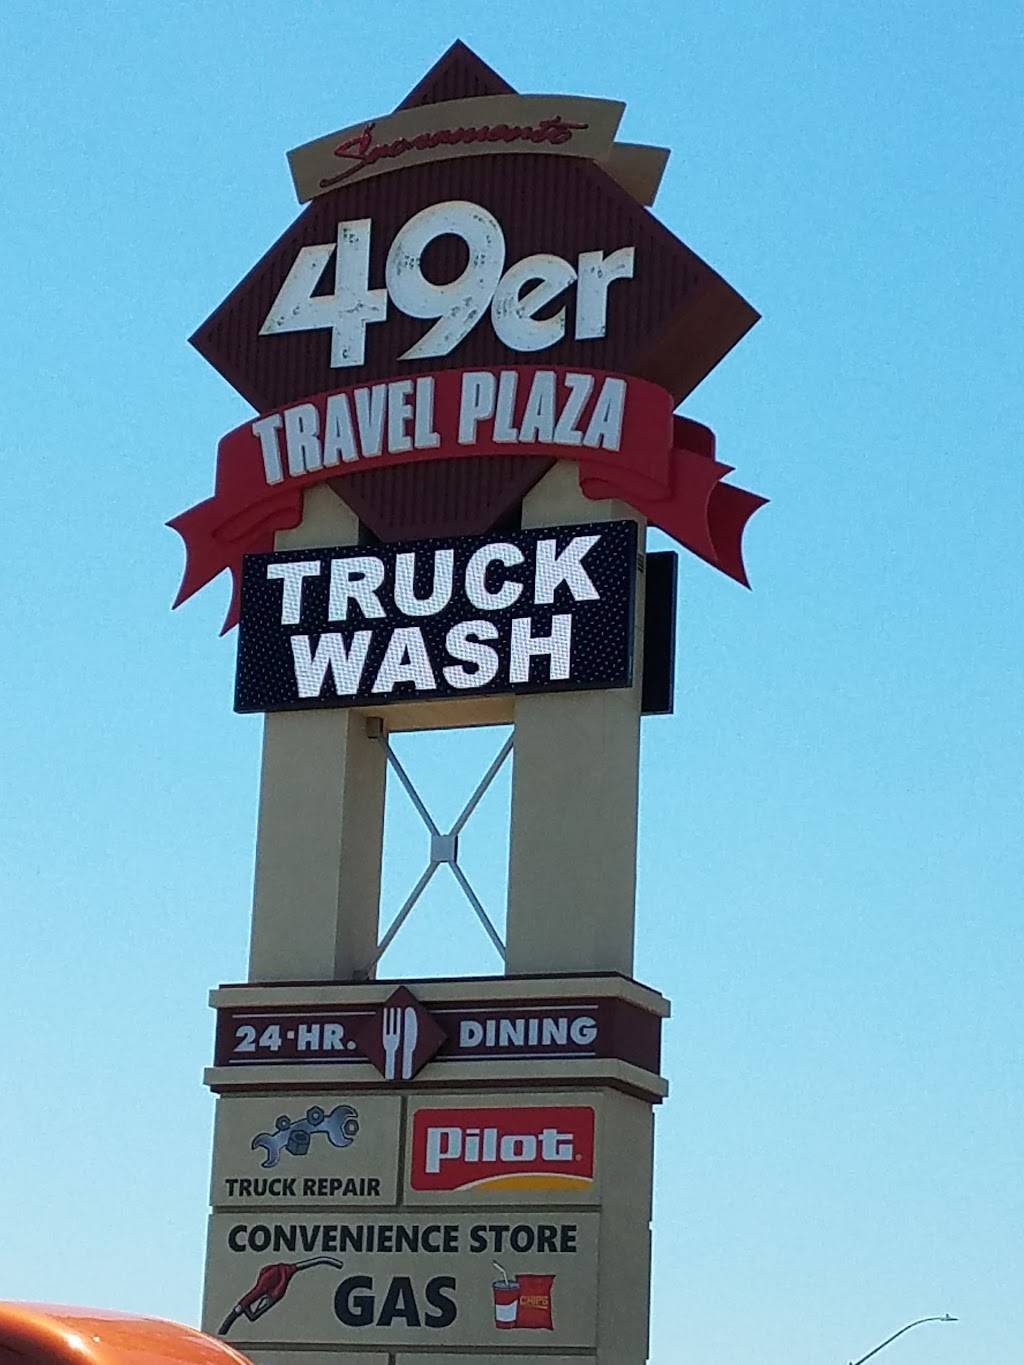 Sacramento
49er
TRAVEL PLAZA
TRUCK
WASH
24·HR. DINING
TRUCK REPAIR
Pilot
CONVENIENCE STORE
GAS
CHIPS